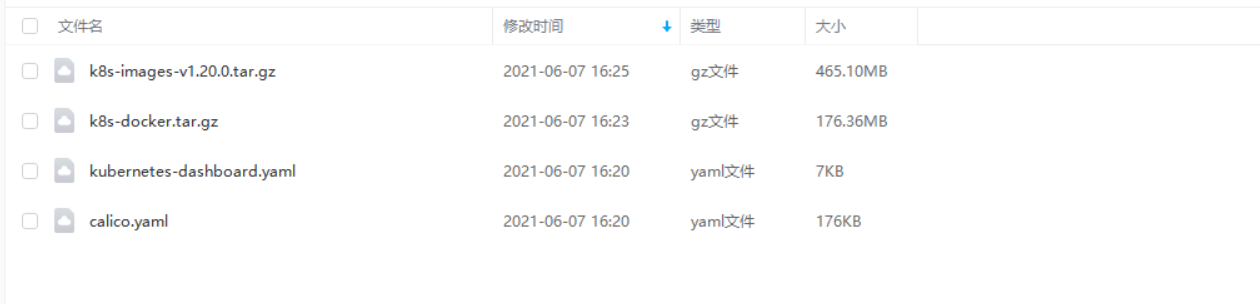 文件名 修改时间 类型 大小
k8s-images-v1.20.0.tar.gz 2021-06-07 16:25 gz文件 465.10MB
k8s-docker.tar.gz 2021-06-07 16:23 gz文件 176.36MB
kubernetes-dashboard.yaml 2021-06-07 16:20 yaml文件 7KB
calico.yaml 2021-06-07 16:20 yaml文件 176KB